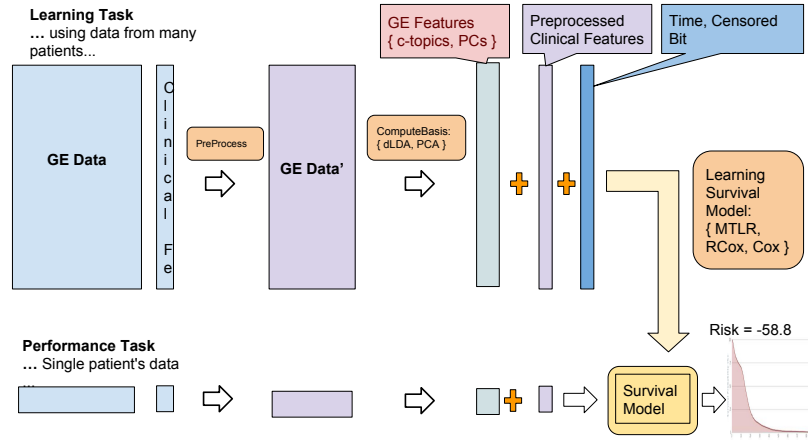 Learning Task
... using data from many
patients...
GE Features
{ c-topics, PCs }
Preprocessed
Clinical Features
Time, Censored
Bit
GE Data
C
l
i
n
i
c
a
l
Fe
PreProcess
GE Data’
ComputeBasis:
{ dLDA, PCA }
Learning
Survival
Model:
{ MTLR,
RCox, Cox }
Performance Task
... Single patient's data
...
Risk = -58.8
Survival
Model